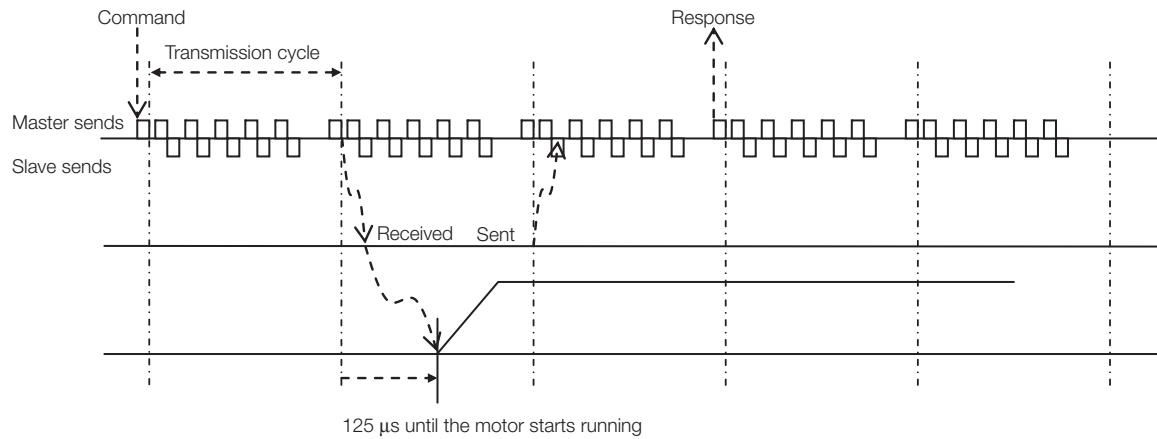 Command
Response
Transmission cycle
Master sends
Slave sends
Received
Sent
125 μs until the motor starts running